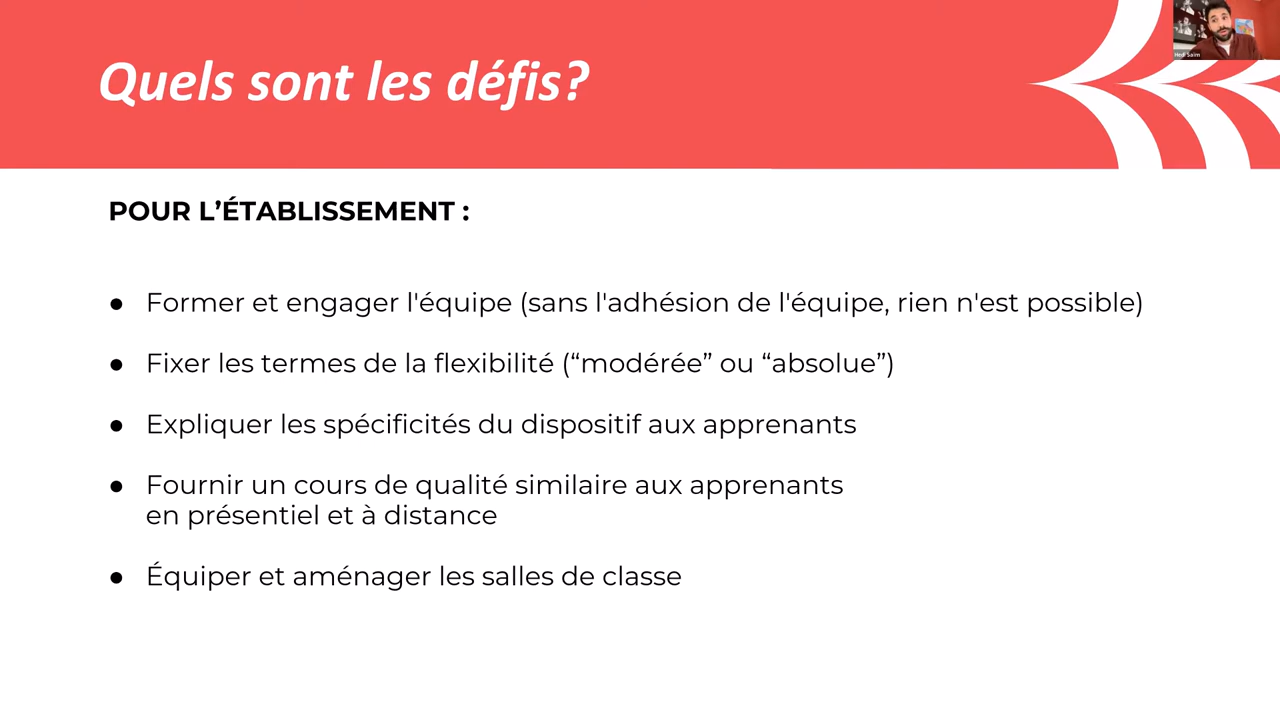 Quels sont les défis?
POUR L’ÉTABLISSEMENT :
● Former et engager l'équipe (sans l'adhésion de l'équipe, rien n'est possible)
● Fixer les termes de la flexibilité (“modérée” ou “absolue”)
● Expliquer les spécificités du dispositif aux apprenants
● Fournir un cours de qualité similaire aux apprenants
en présentiel et à distance
● Équiper et aménager les salles de classe